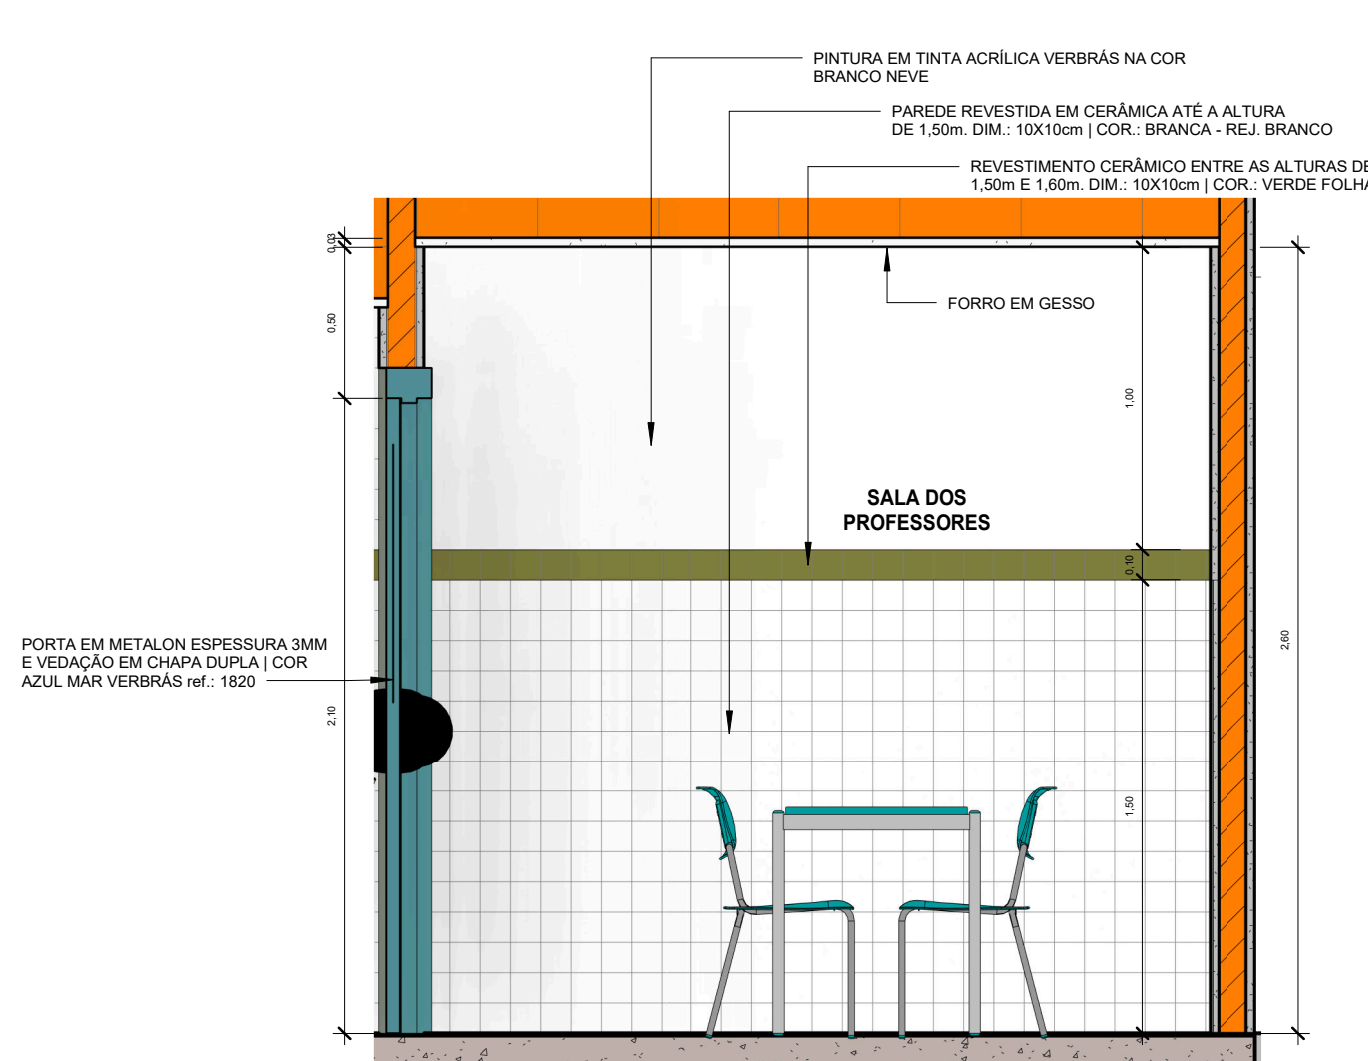 PINTURA EM TINTA ACRÍLICA VERBRÁS NA COR
BRANCO NEVE
PAREDE REVESTIDA EM CERÂMICA ATÉ A ALTURA
DE 1,50m. DIM.: 10X10cm | COR.: BRANCA - REJ. BRANCO
REVESTIMENTO CERÂMICO ENTRE AS ALTURAS DE
1,50m E 1,60m. DIM.: 10X10cm | COR.: VERDE FOLHA
0,03
0,50
FORRO EM GESSO
1,00
SALA DOS
PROFESSORES
0,10
2,60
PORTA EM METALON ESPESSURA 3MM
E VEDAÇÃO EM CHAPA DUPLA | COR
AZUL MAR VERBRÁS ref.: 1820
2,10
1,50